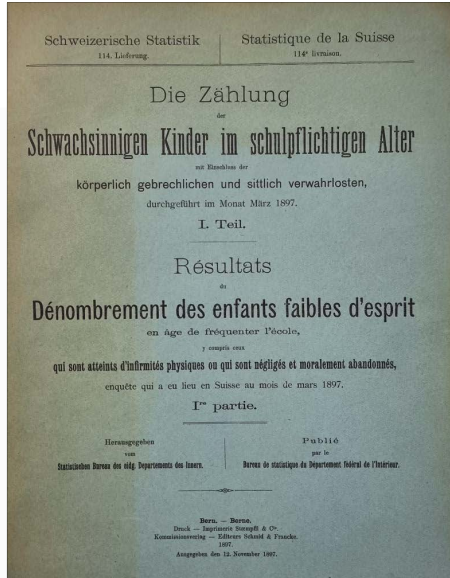 Schweizerische Statistik
114. Lieferung.
Statistique de la Suisse
114e livraison.
Die Zählung
der
Schwachsinnigen Kinder im schulpflichtigen Alter
mit Einschluss der
körperlich gebrechlichen und sittlich verwahrlosten,
durchgeführt im Monat März 1897.
I. Teil.
Résultats
du
Dénombrement des enfants faibles d'esprit
en âge de fréquenter l'école,
y compris ceux
qui sont atteints d'infirmités physiques ou qui sont négligés et moralement abandonnés,
enquête qui a eu lieu en Suisse au mois de mars 1897.
Ire partie.
Herausgegeben
vom
Statistischen Bureau des eidg. Departements des Innern.
Publié
par le
Bureau de statistique du Département fédéral de l'Intérieur.
Bern. — Berne.
Druck — Imprimerie Stæmpfli & Cie.
Kommissionsverlag — Editeurs Schmid & Francke.
1897.
Ausgegeben den 12. November 1897.